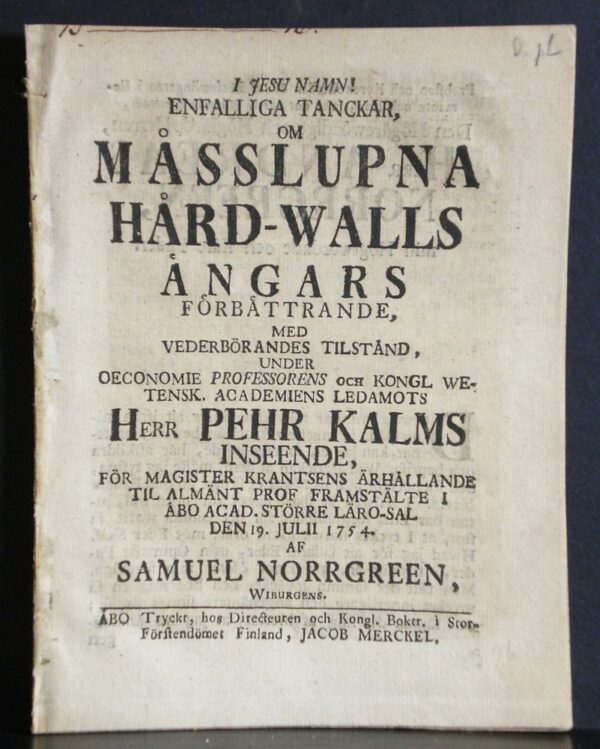 I JESU NAMN!
ENFALLIGA TANCKAR,
OM
MÅSSLUPNA
HÅRD-WALLS
ÄNGARS
FÖRBÄTTRANDE,
MED
VEDERBÖRANDES TILSTÅND,
UNDER
OECONOMIE PROFESSORENS OCH KONGL WE-
TENSK. ACADEMIENS LEDAMOTS
HERR PEHR KALMS
INSEENDE,
FÖR MAGISTER KRANTSENS ÄRHÅLLANDE
TIL ALMÄNT PROF FRAMSTÄLTE I
ÅBO ACAD. STÖRRE LÄRO-SAL
DEN 19. JULII 1754.
AF
SAMUEL NORRGREEN,
WIBURGENS.
ÅBO Tryckt, hos Directeuren och Kongl. Boktr. i Stor-
Förstendömet Finland, JACOB MERCKEL.